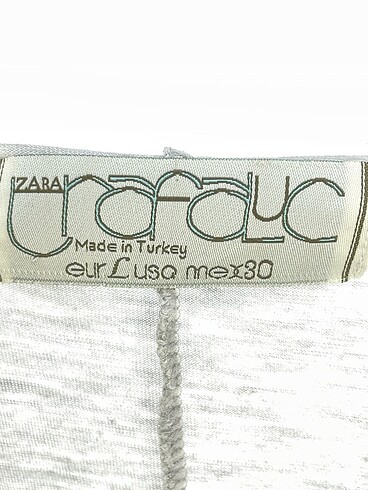 ZARA
trafaluc
Made in Turkey
eur L usa mex 30